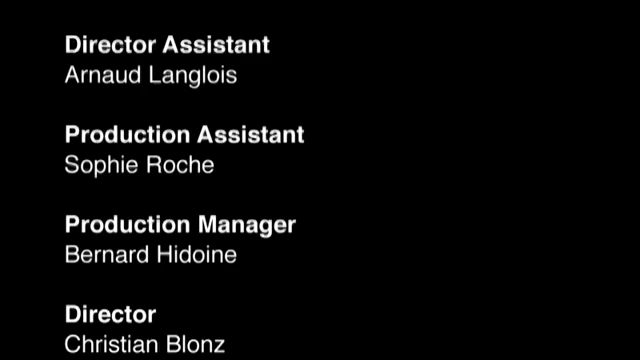 Director Assistant
Arnaud Langlois
Production Assistant
Sophie Roche
Production Manager
Bernard Hidoine
Director
Christian Blonz